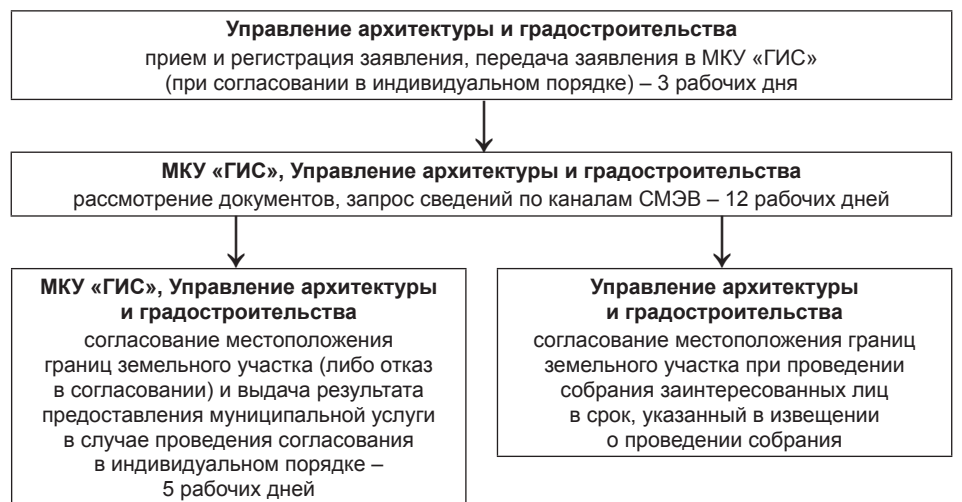 Управление архитектуры и градостроительства
прием и регистрация заявления, передача заявления в МКУ «ГИС»
(при согласовании в индивидуальном порядке) – 3 рабочих дня
МКУ «ГИС», Управление архитектуры и градостроительства
рассмотрение документов, запрос сведений по каналам СМЭВ – 12 рабочих дней
МКУ «ГИС», Управление архитектуры
и градостроительства
согласование местоположения
границ земельного участка (либо отказ
в согласовании) и выдача результата
предоставления муниципальной услуги
в случае проведения согласования
в индивидуальном порядке –
5 рабочих дней
Управление архитектуры
и градостроительства
согласование местоположения границ
земельного участка при проведении
собрания заинтересованных лиц
в срок, указанный в извещении
о проведении собрания